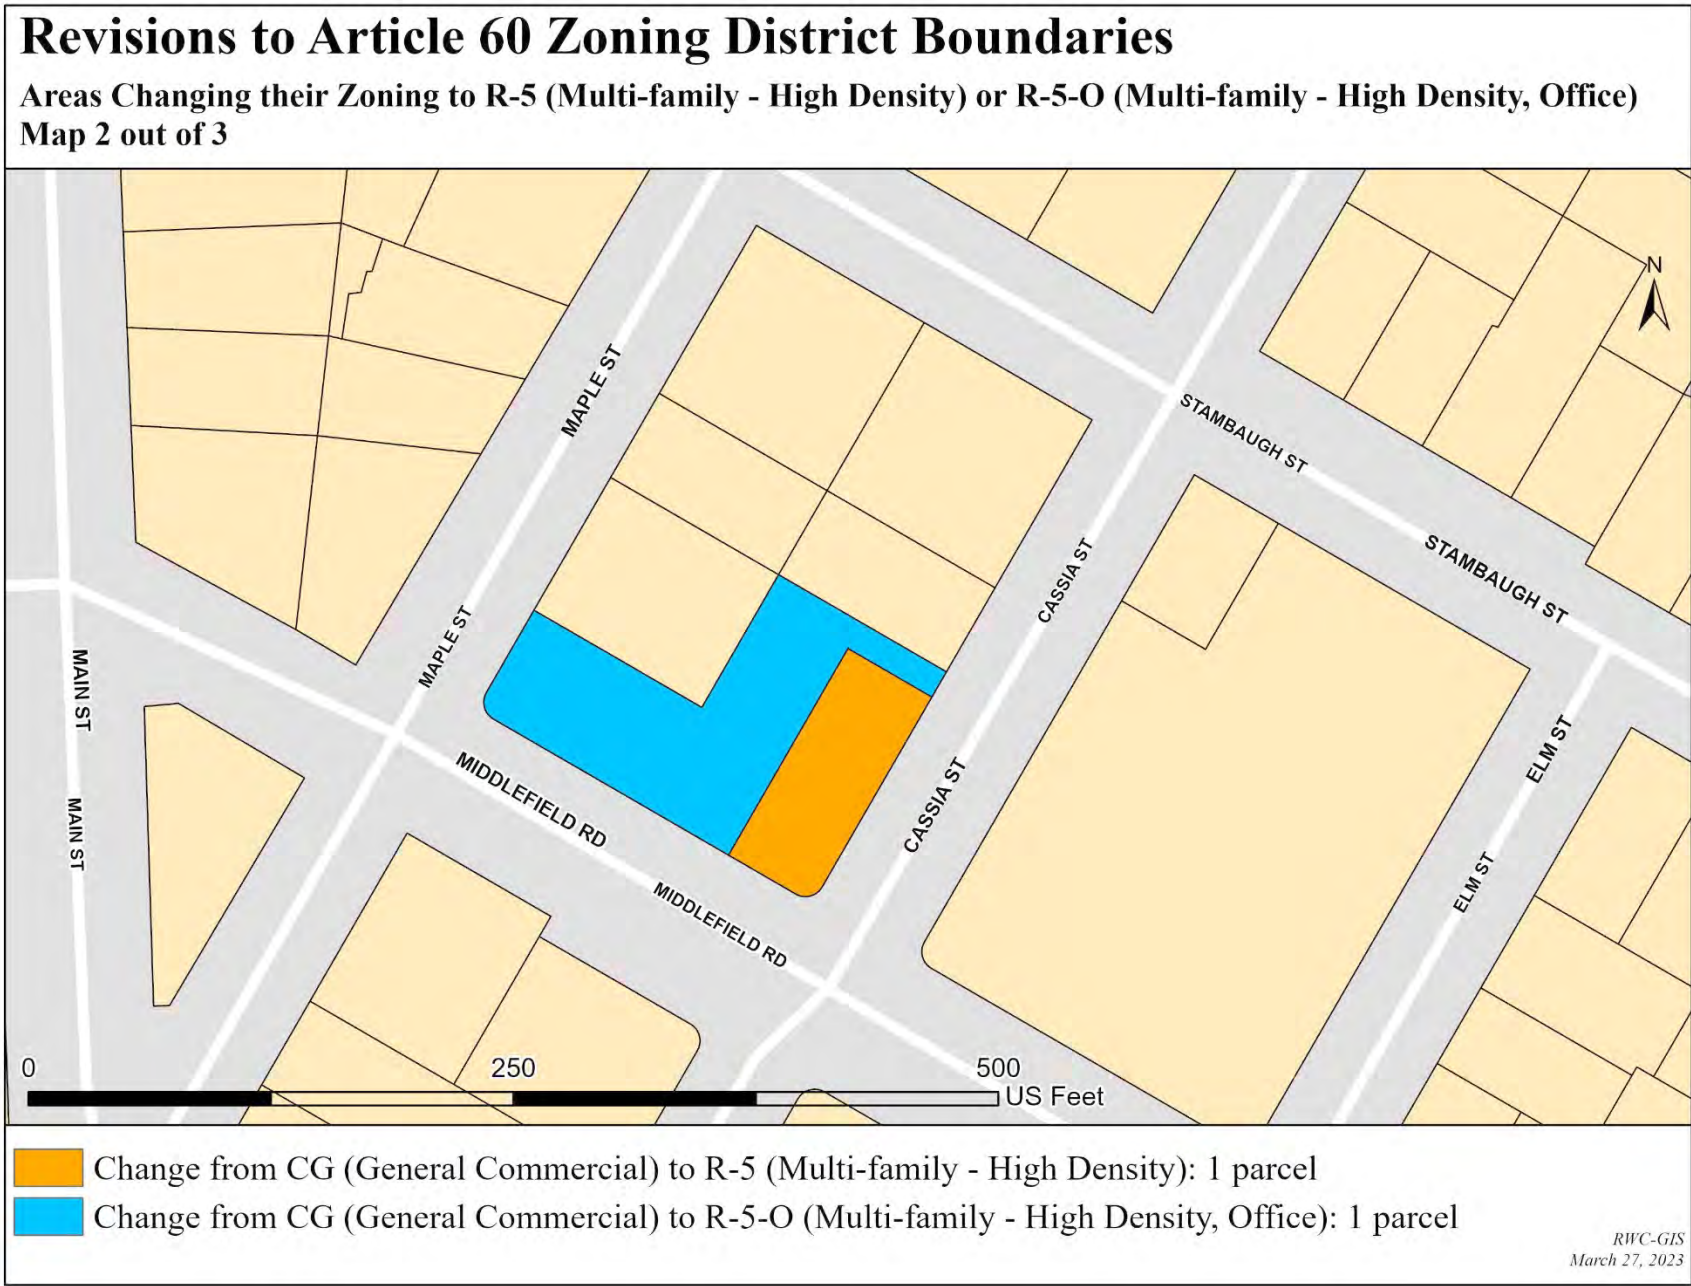 Revisions to Article 60 Zoning District Boundaries
Areas Changing their Zoning to R-5 (Multi-family - High Density) or R-5-O (Multi-family - High Density, Office)
Map 2 out of 3
N
MAPLE ST
STAMBAUGH ST
STAMBAUGH ST
CASSIA ST
MAPLE ST
MAIN ST
ELM ST
MIDDLEFIELD RD
CASSIA ST
MAIN ST
ELM ST
MIDDLEFIELD RD
0 250 500
US Feet
Change from CG (General Commercial) to R-5 (Multi-family - High Density): 1 parcel
Change from CG (General Commercial) to R-5-O (Multi-family - High Density, Office): 1 parcel
RWC-GIS
March 27, 2023